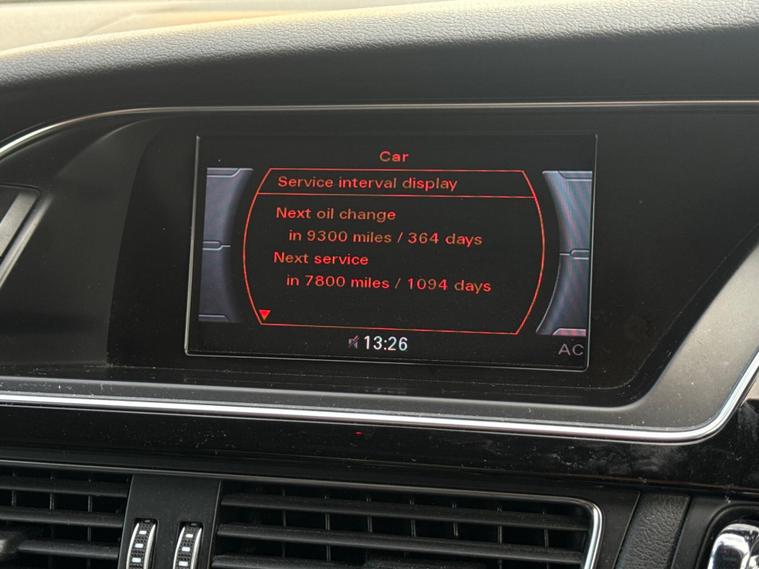 Car
Service interval display
Next oil change
in 9300 miles / 364 days
Next service
in 7800 miles / 1094 days
13:26
AC